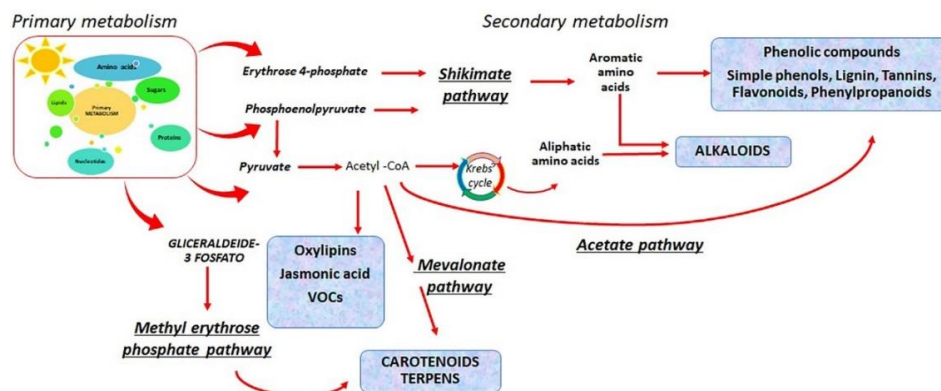 Primary metabolism
Secondary metabolism
Amino acids
Sugars
Lipids
Primary
METABOLISM
Proteins
Nucleotides
Erythrose 4-phosphate
Phosphoenolpyruvate
Pyruvate
Acetyl -CoA
Shikimate
pathway
Krebs'
cycle
Aromatic
amino
acids
Aliphatic
amino acids
Phenolic compounds
Simple phenols, Lignin, Tannins,
Flavonoids, Phenylpropanoids
ALKALOIDS
Acetate pathway
GLICERALDEIDE-
3 FOSFATO
Methyl erythrose
phosphate pathway
Oxylipins
Jasmonic acid
VOCs
Mevalonate
pathway
CAROTENOIDS
TERPENS